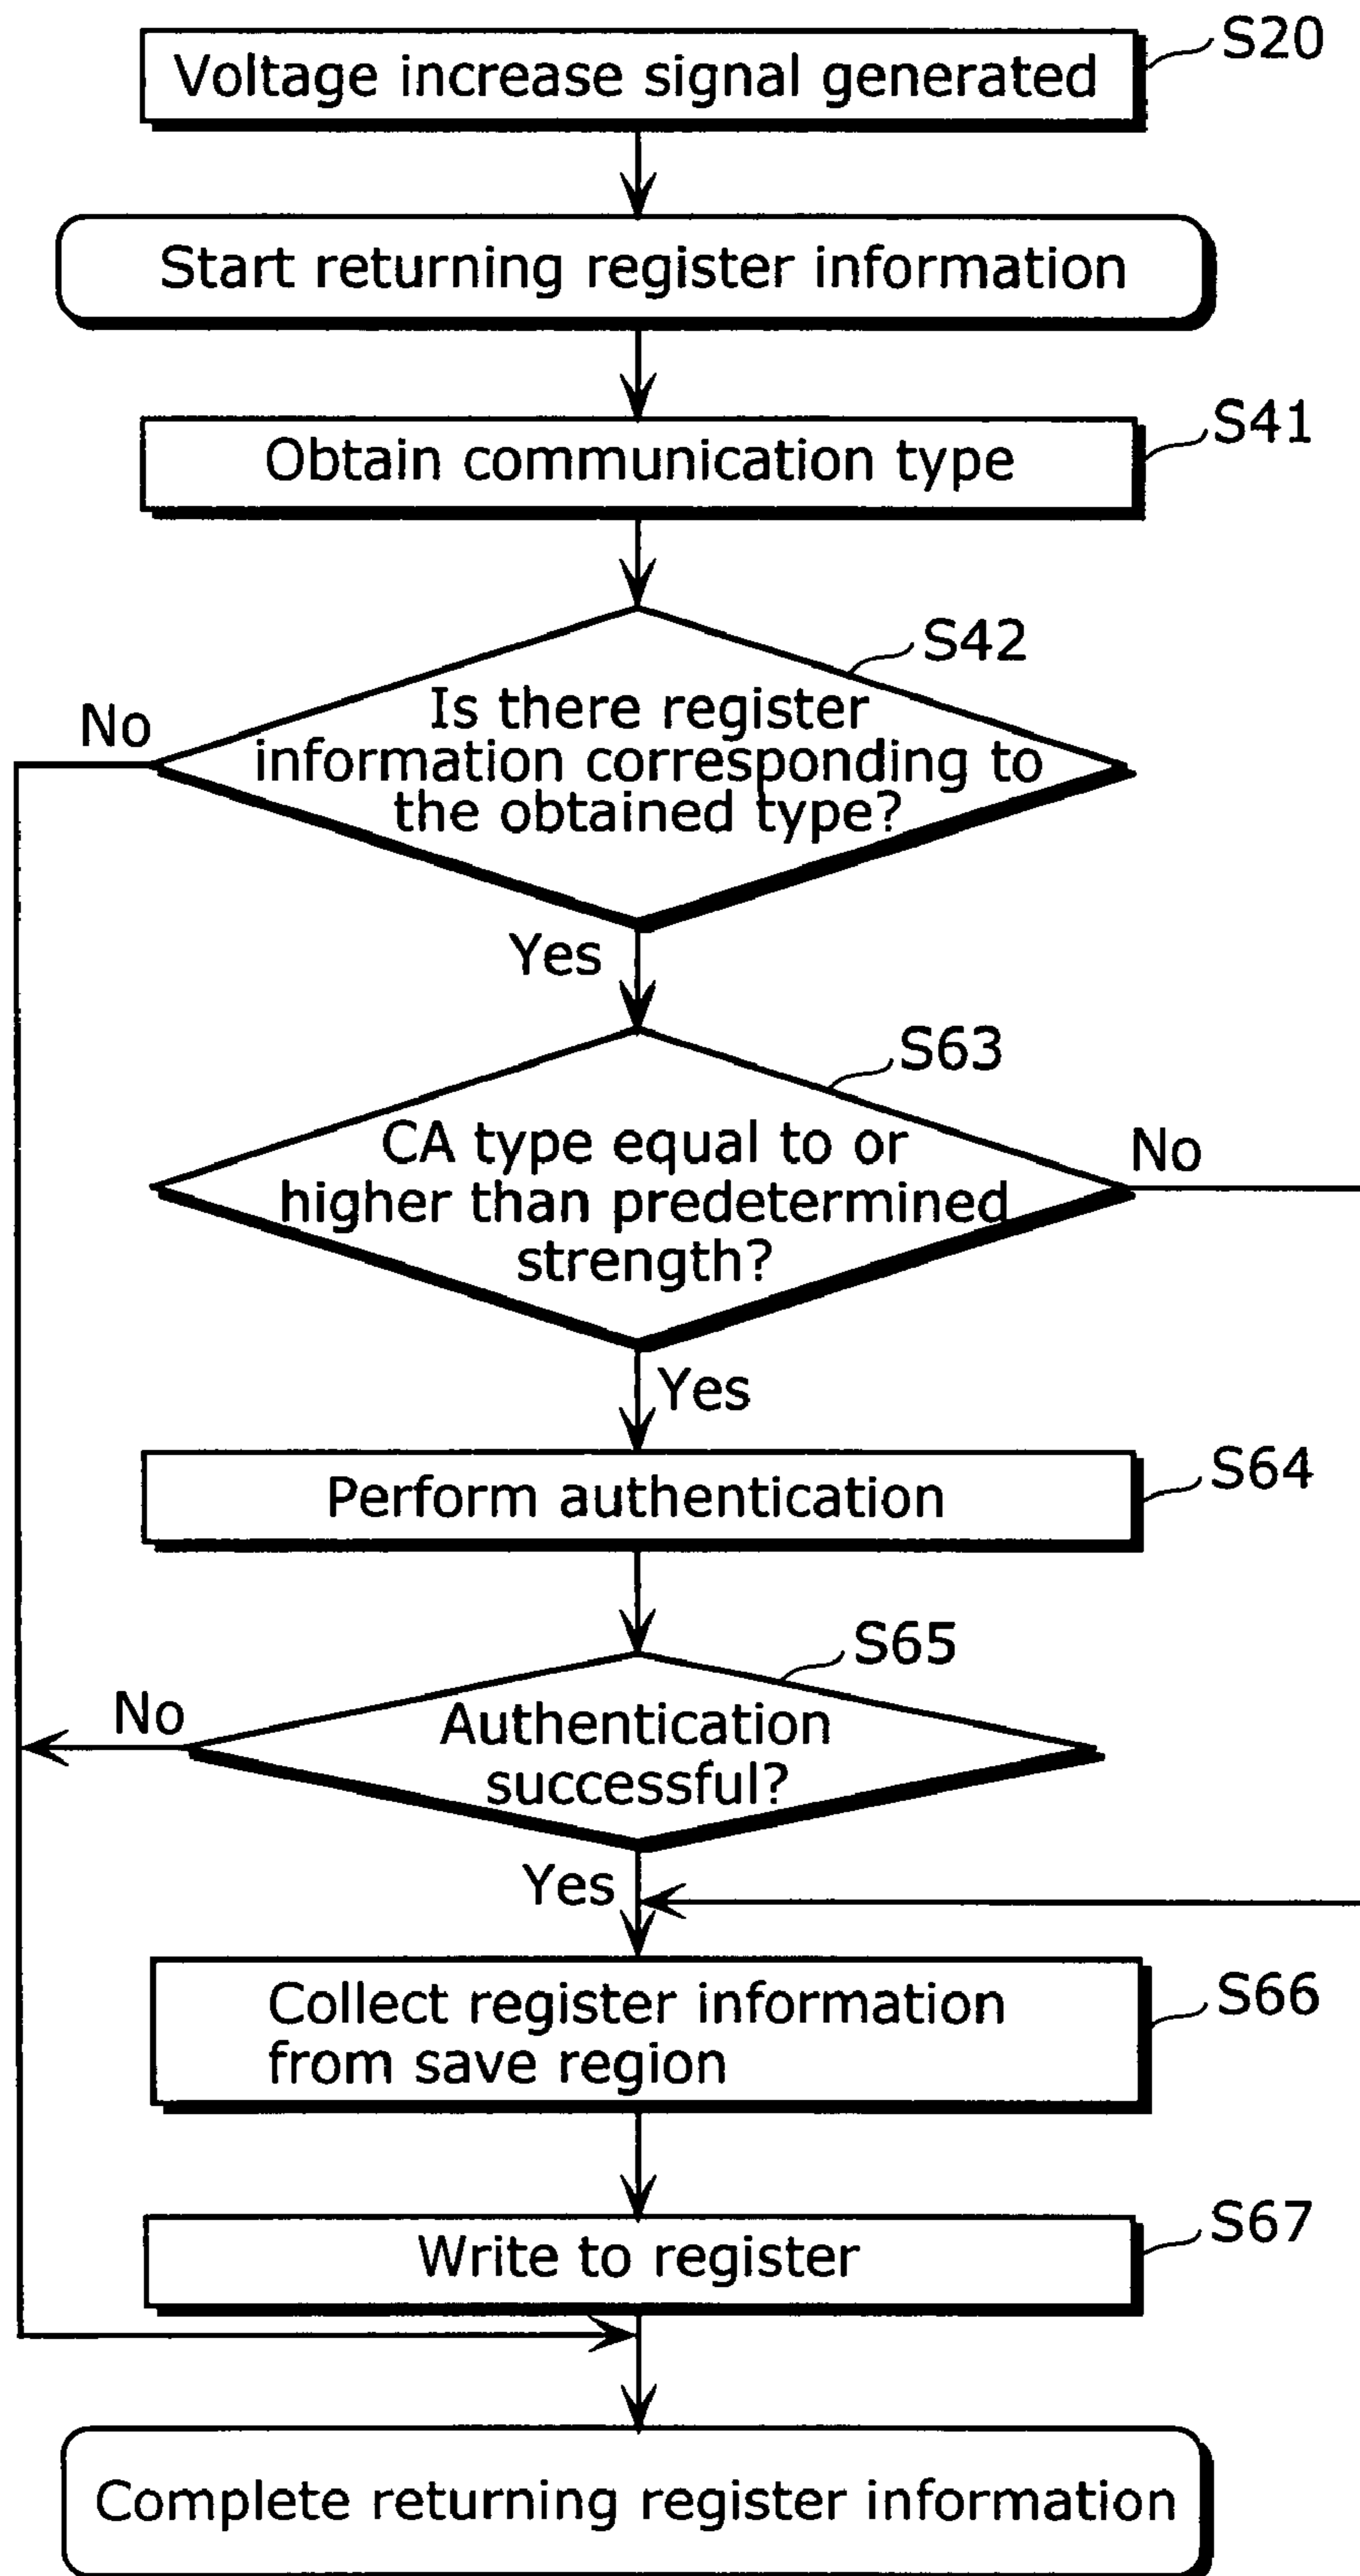 S20
Voltage increase signal generated
Start returning register information
S41
Obtain communication type
S42
No
Is there register
information corresponding to
the obtained type?
Yes
S63
CA type equal to or
higher than predetermined
strength?
No
Yes
S64
Perform authentication
S65
No
Authentication
successful?
Yes
S66
Collect register information
from save region
S67
Write to register
Complete returning register information